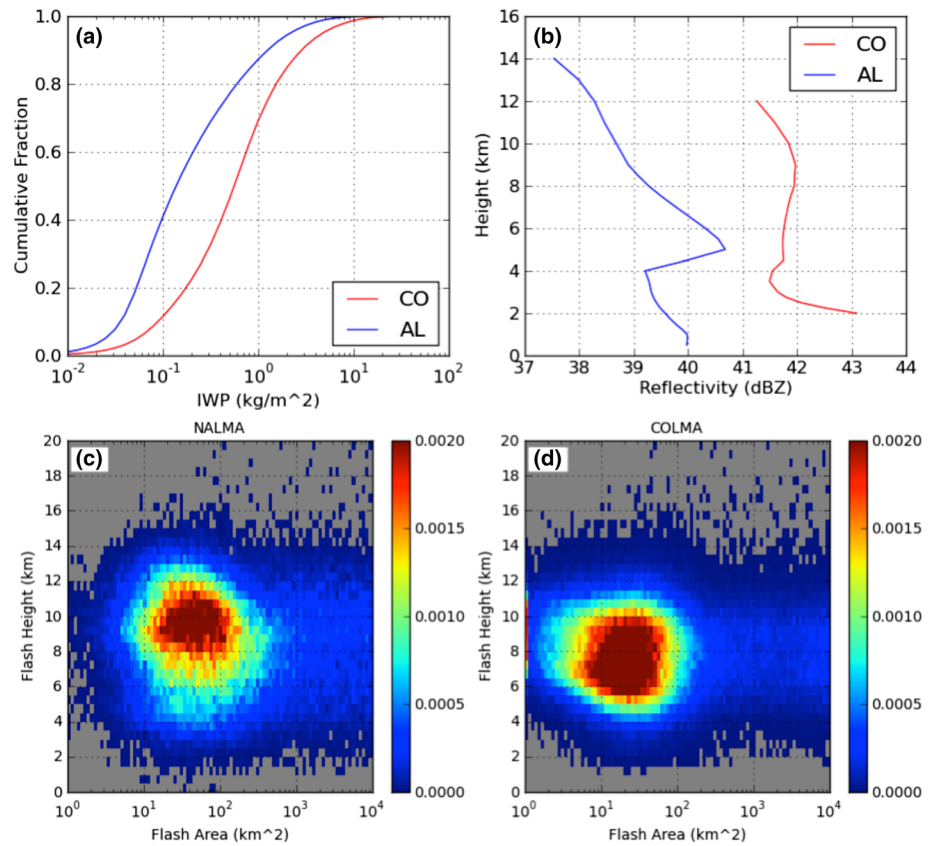 (a)
1.0
0.8
0.6
0.4
0.2
0.0
Cumulative Fraction
CO
AL
10^-2 10^-1 10^0 10^1 10^2
IWP (kg/m^2)
(b)
16
14
12
10
8
6
4
2
0
Height (km)
CO
AL
37 38 39 40 41 42 43 44
Reflectivity (dBZ)
NALMA
(c)
20
18
16
14
12
10
8
6
4
2
0
Flash Height (km)
10^0 10^1 10^2 10^3 10^4
Flash Area (km^2)
0.0020
0.0015
0.0010
0.0005
0.0000
COLMA
(d)
20
18
16
14
12
10
8
6
4
2
0
Flash Height (km)
10^0 10^1 10^2 10^3 10^4
Flash Area (km^2)
0.0020
0.0015
0.0010
0.0005
0.0000